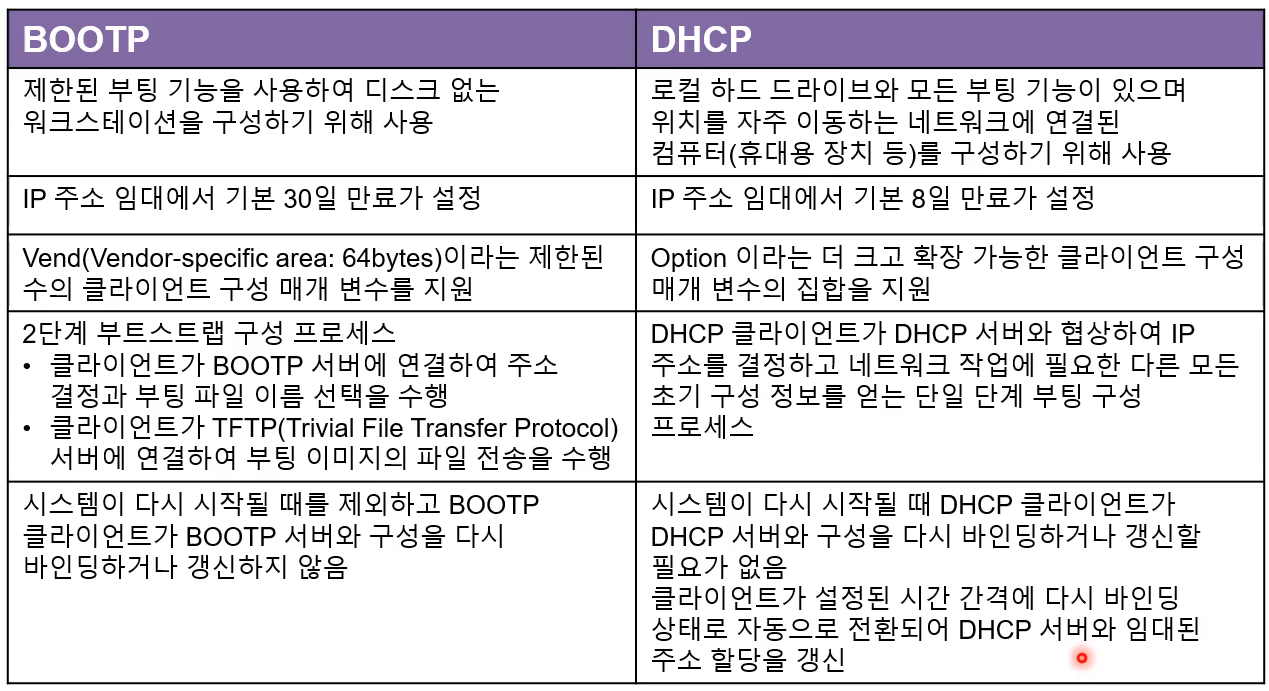 BOOTP
DHCP
제한된 부팅 기능을 사용하여 디스크 없는
워크스테이션을 구성하기 위해 사용
로컬 하드 드라이브와 모든 부팅 기능이 있으며
위치를 자주 이동하는 네트워크에 연결된
컴퓨터(휴대용 장치 등)를 구성하기 위해 사용
IP 주소 임대에서 기본 30일 만료가 설정
IP 주소 임대에서 기본 8일 만료가 설정
Vend(Vendor-specific area: 64bytes)이라는 제한된
수의 클라이언트 구성 매개 변수를 지원
Option 이라는 더 크고 확장 가능한 클라이언트 구성
매개 변수의 집합을 지원
2단계 부트스트랩 구성 프로세스
• 클라이언트가 BOOTP 서버에 연결하여 주소
결정과 부팅 파일 이름 선택을 수행
• 클라이언트가 TFTP(Trivial File Transfer Protocol)
서버에 연결하여 부팅 이미지의 파일 전송을 수행
DHCP 클라이언트가 DHCP 서버와 협상하여 IP
주소를 결정하고 네트워크 작업에 필요한 다른 모든
초기 구성 정보를 얻는 단일 단계 부팅 구성
프로세스
시스템이 다시 시작될 때를 제외하고 BOOTP
클라이언트가 BOOTP 서버와 구성을 다시
바인딩하거나 갱신하지 않음
시스템이 다시 시작될 때 DHCP 클라이언트가
DHCP 서버와 구성을 다시 바인딩하거나 갱신할
필요가 없음
클라이언트가 설정된 시간 간격에 다시 바인딩
상태로 자동으로 전환되어 DHCP 서버와 임대된
주소 할당을 갱신